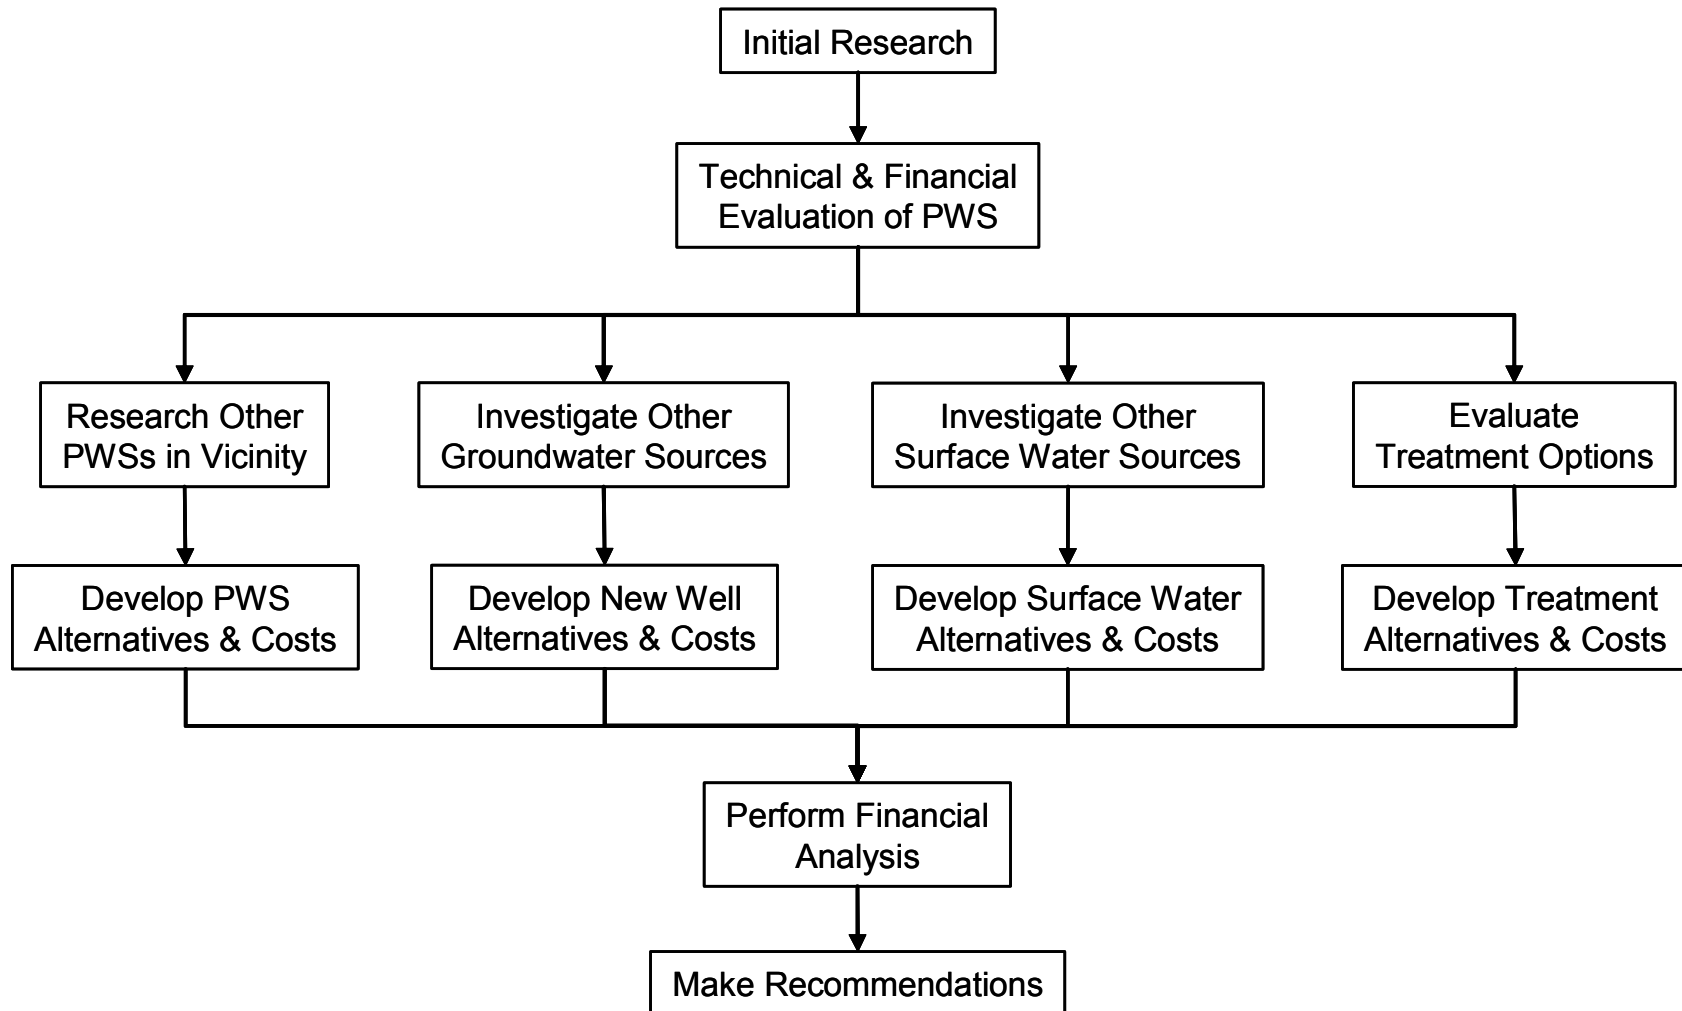 Initial Research
Technical & Financial
Evaluation of PWS
Research Other
PWSs in Vicinity
Investigate Other
Groundwater Sources
Investigate Other
Surface Water Sources
Evaluate
Treatment Options
Develop PWS
Alternatives & Costs
Develop New Well
Alternatives & Costs
Develop Surface Water
Alternatives & Costs
Develop Treatment
Alternatives & Costs
Perform Financial
Analysis
Make Recommendations